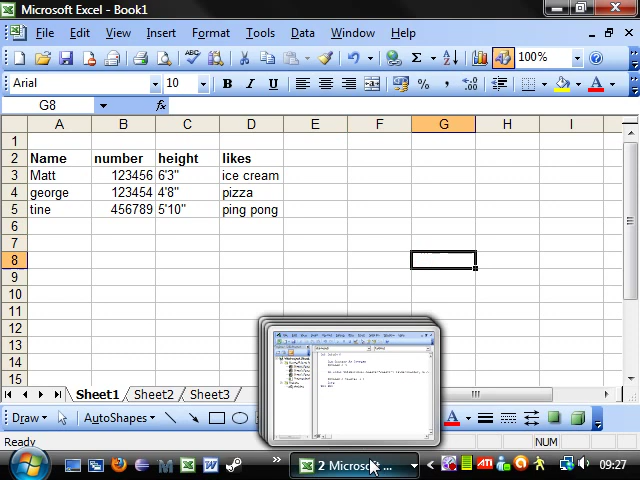 Microsoft Excel - Book1
File Edit View Insert Format Tools Data Window Help
100%
Arial 10 B I U
G8 fx
A B C D E F G H I
1
2 Name number height likes
3 Matt 123456 6'3" ice cream
4 george 123454 4'8" pizza
5 tine 456789 5'10" ping pong
6
7
8
9
10
11
12
13
14
15
Sheet1 Sheet2 Sheet3
Draw AutoShapes A
Ready NUM
2 Microsoft ... ATI 09:27